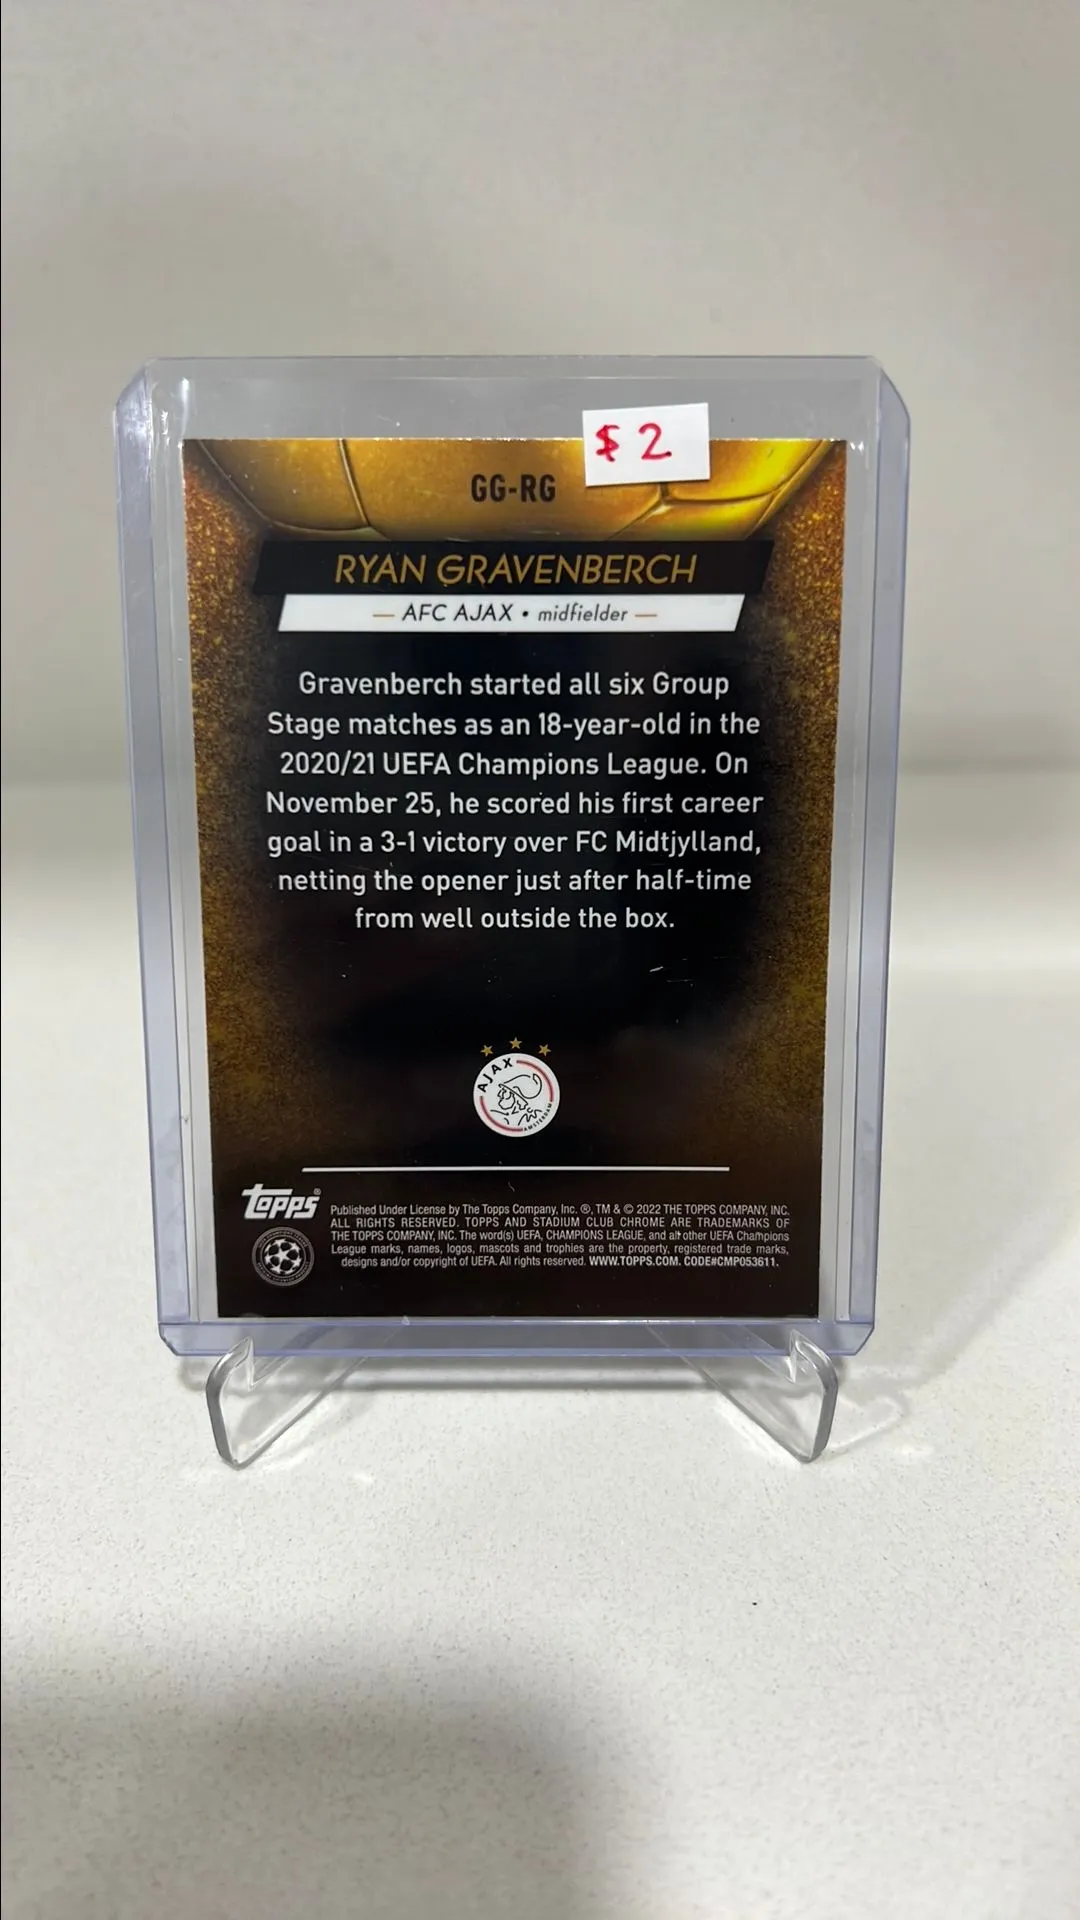 $2
GG-RG
RYAN GRAVENBERCH
— AFC AJAX • midfielder —
Gravenberch started all six Group
Stage matches as an 18-year-old in the
2020/21 UEFA Champions League. On
November 25, he scored his first career
goal in a 3-1 victory over FC Midtjylland,
netting the opener just after half-time
from well outside the box.
AJAX
AMSTERDAM
topps®
Published Under License by The Topps Company, Inc. ®, TM & © 2022 THE TOPPS COMPANY, INC.
ALL RIGHTS RESERVED. TOPPS AND STADIUM CLUB CHROME ARE TRADEMARKS OF
THE TOPPS COMPANY, INC. The word(s) UEFA, CHAMPIONS LEAGUE, and all other UEFA Champions
League marks, names, logos, mascots and trophies are the property, registered trade marks,
designs and/or copyright of UEFA. All rights reserved. WWW.TOPPS.COM. CODE#CMP053611.